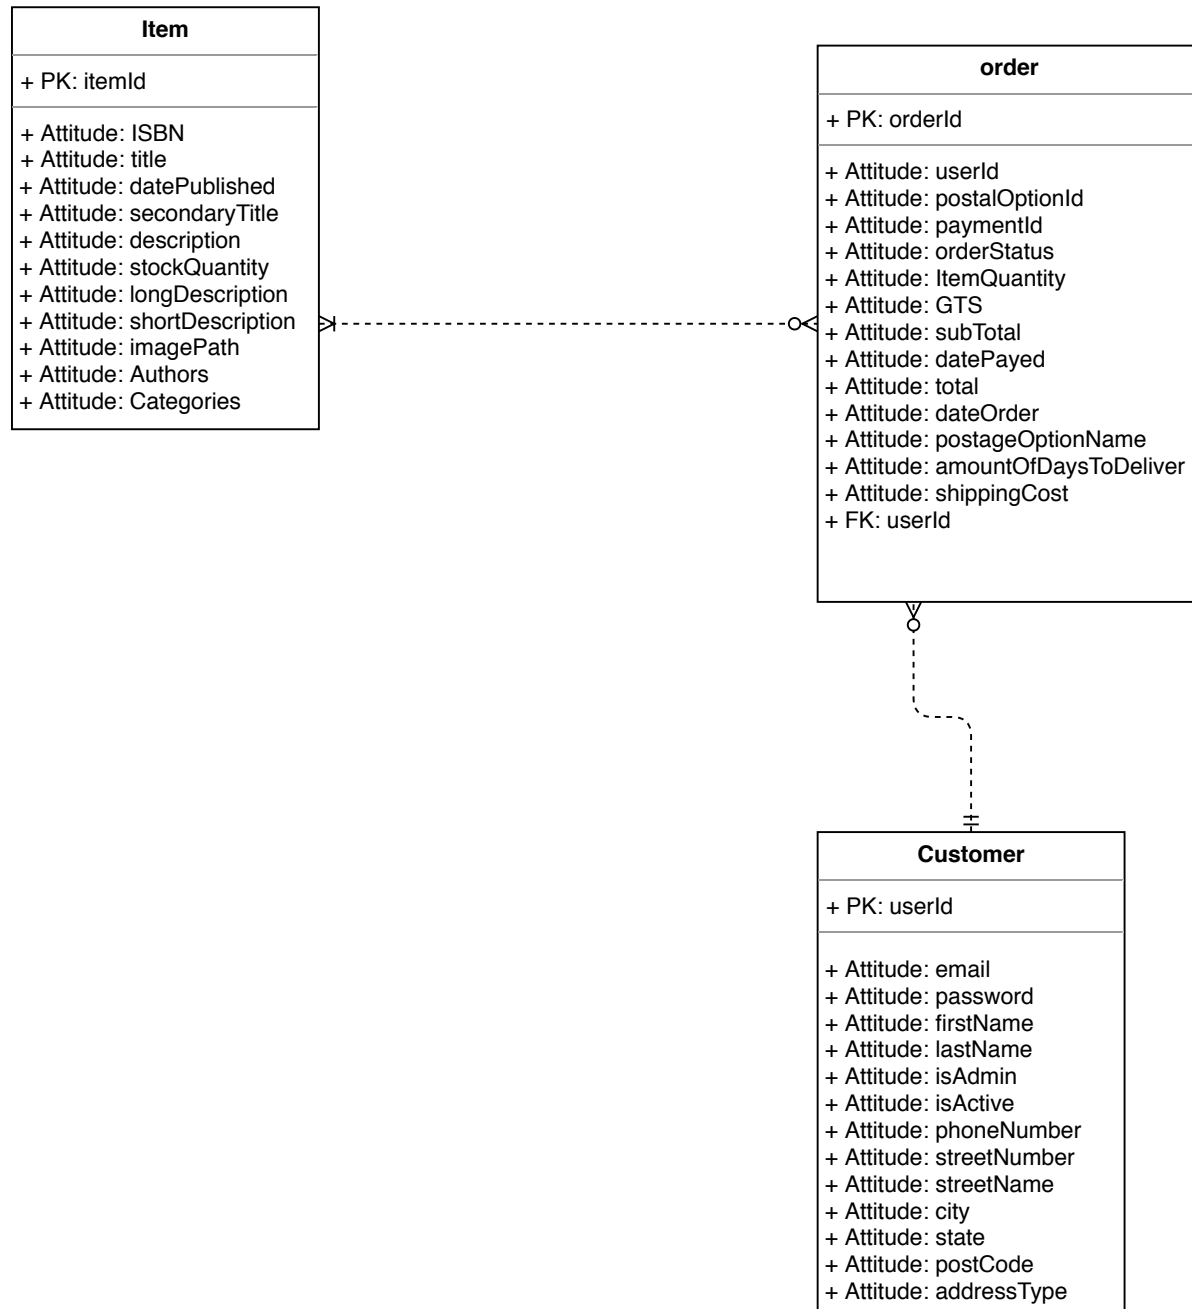 Item
+ PK: itemId
+ Attitude: ISBN
+ Attitude: title
+ Attitude: datePublished
+ Attitude: secondaryTitle
+ Attitude: description
+ Attitude: stockQuantity
+ Attitude: longDescription
+ Attitude: shortDescription
+ Attitude: imagePath
+ Attitude: Authors
+ Attitude: Categories
order
+ PK: orderId
+ Attitude: userId
+ Attitude: postalOptionId
+ Attitude: paymentId
+ Attitude: orderStatus
+ Attitude: ItemQuantity
+ Attitude: GTS
+ Attitude: subTotal
+ Attitude: datePayed
+ Attitude: total
+ Attitude: dateOrder
+ Attitude: postageOptionName
+ Attitude: amountOfDaysToDeliver
+ Attitude: shippingCost
+ FK: userId
Customer
+ PK: userId
+ Attitude: email
+ Attitude: password
+ Attitude: firstName
+ Attitude: lastName
+ Attitude: isAdmin
+ Attitude: isActive
+ Attitude: phoneNumber
+ Attitude: streetNumber
+ Attitude: streetName
+ Attitude: city
+ Attitude: state
+ Attitude: postCode
+ Attitude: addressType